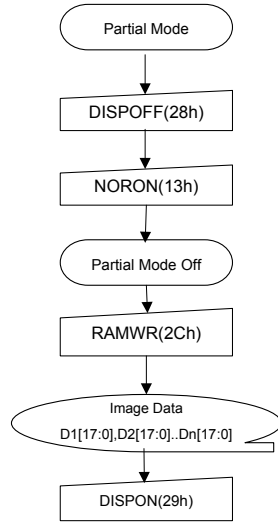 Partial Mode
DISPOFF(28h)
NORON(13h)
Partial Mode Off
RAMWR(2Ch)
Image Data
D1[17:0],D2[17:0]..Dn[17:0]
DISPON(29h)